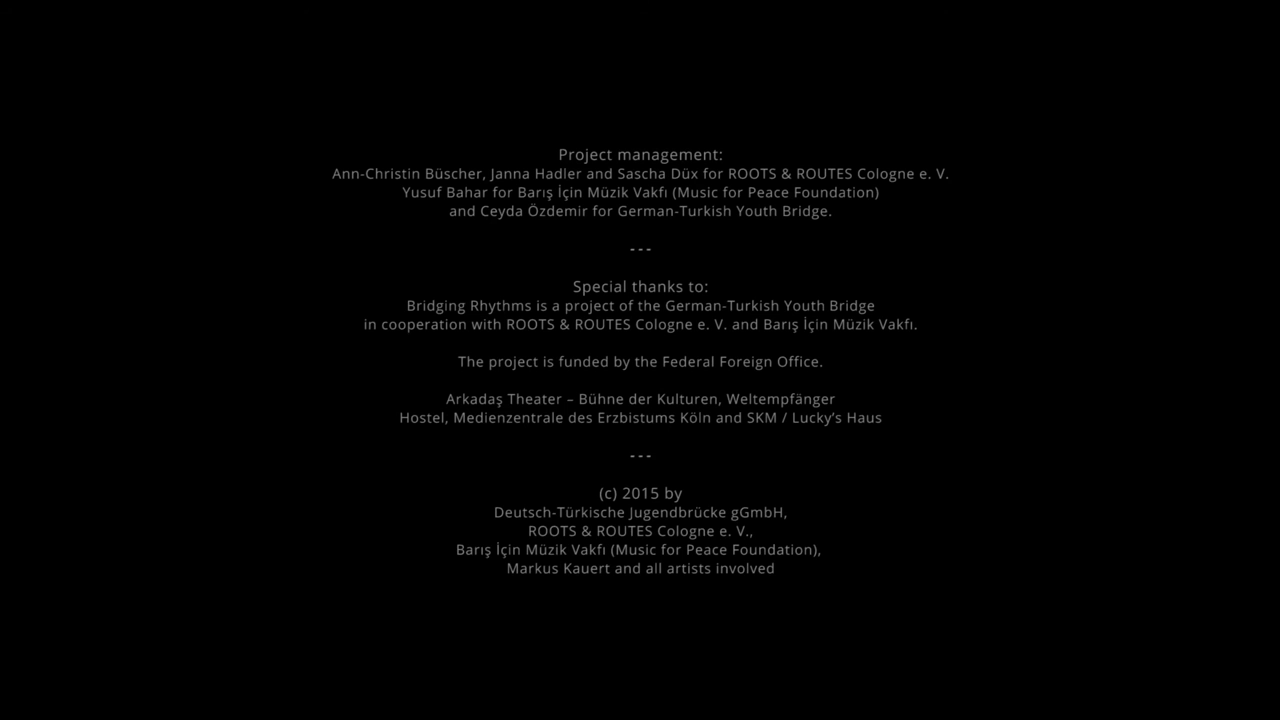 Project management:
Ann-Christin Büscher, Janna Hadler and Sascha Düx for ROOTS & ROUTES Cologne e. V.
Yusuf Bahar for Barış İçin Müzik Vakfı (Music for Peace Foundation)
and Ceyda Özdemir for German-Turkish Youth Bridge.
---
Special thanks to:
Bridging Rhythms is a project of the German-Turkish Youth Bridge
in cooperation with ROOTS & ROUTES Cologne e. V. and Barış İçin Müzik Vakfı.
The project is funded by the Federal Foreign Office.
Arkadaş Theater – Bühne der Kulturen, Weltempfänger
Hostel, Medienzentrale des Erzbistums Köln and SKM / Lucky’s Haus
---
(c) 2015 by
Deutsch-Türkische Jugendbrücke gGmbH,
ROOTS & ROUTES Cologne e. V.,
Barış İçin Müzik Vakfı (Music for Peace Foundation),
Markus Kauert and all artists involved